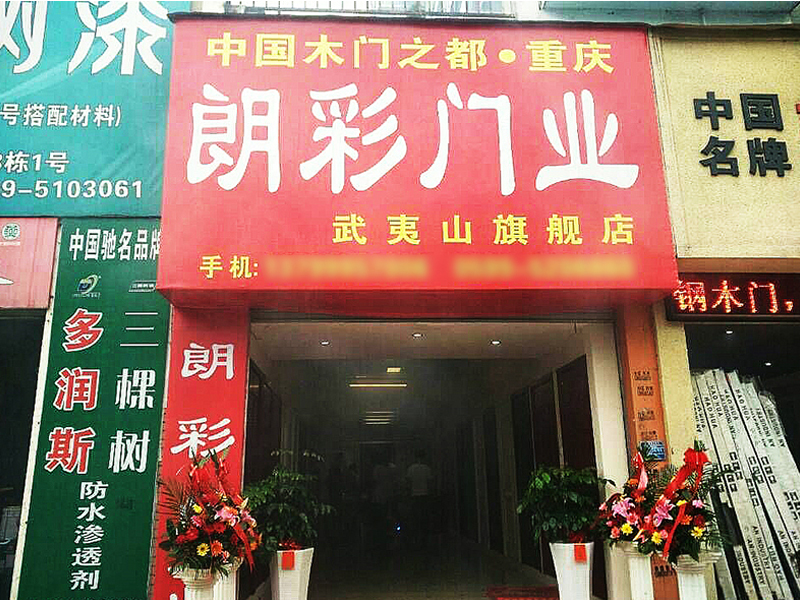 树漆
号搭配材料)
栋1号
9-5103061
中国驰名品牌
多润斯
三棵树
防水渗透剂
中国木门之都·重庆
朗彩门业
武夷山旗舰店
手机:
朗彩
中国
名牌
钢木门,